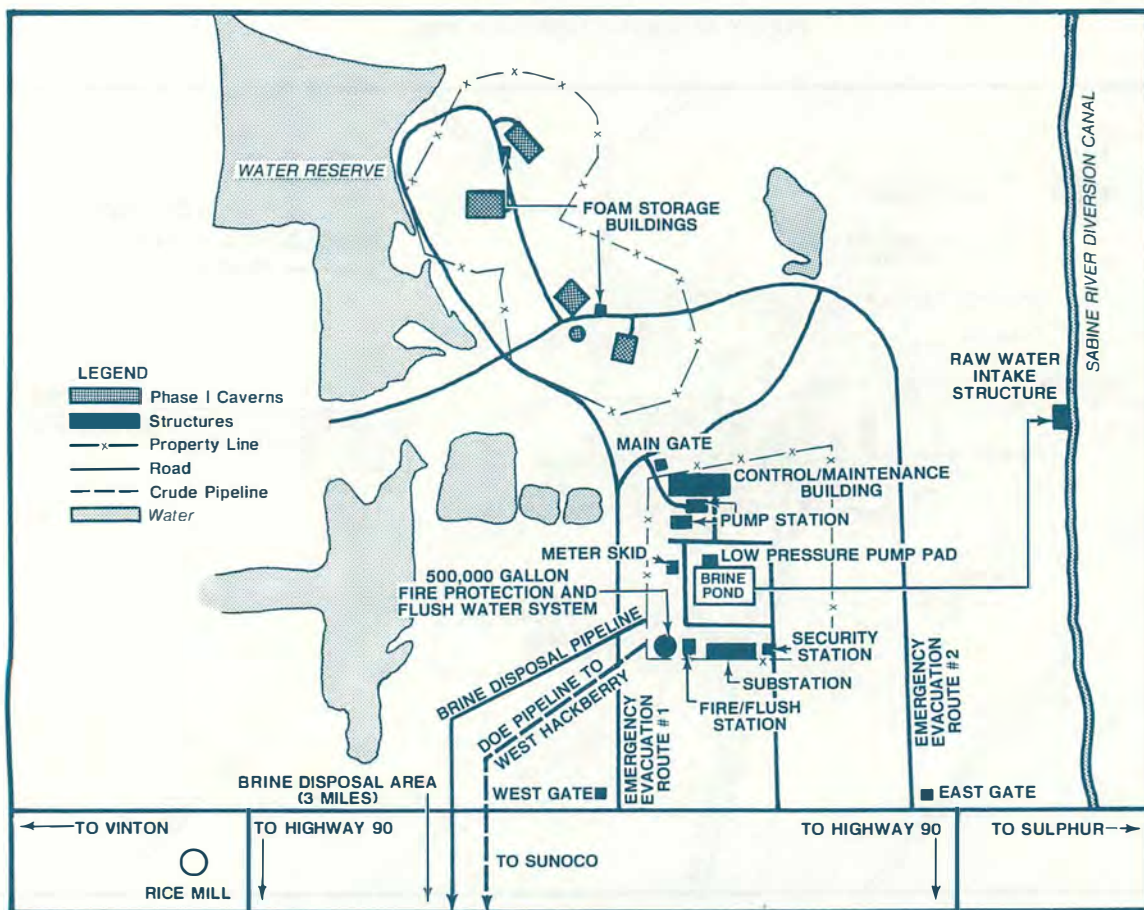 WATER RESERVE
FOAM STORAGE
BUILDINGS
SABINE RIVER DIVERSION CANAL
LEGEND
Phase I Caverns
Structures
x Property Line
Road
Crude Pipeline
Water
RAW WATER
INTAKE
STRUCTURE
MAIN GATE
CONTROL/MAINTENANCE
BUILDING
PUMP STATION
METER SKID
LOW PRESSURE PUMP PAD
BRINE
POND
500,000 GALLON
FIRE PROTECTION AND
FLUSH WATER SYSTEM
BRINE DISPOSAL PIPELINE
DOE PIPELINE TO
WEST HACKBERRY
SECURITY
STATION
SUBSTATION
FIRE/FLUSH
STATION
EMERGENCY
EVACUATION
ROUTE #1
EMERGENCY
EVACUATION
ROUTE #2
BRINE DISPOSAL AREA
(3 MILES)
WEST GATE
EAST GATE
TO VINTON
TO HIGHWAY 90
TO HIGHWAY 90
TO SULPHUR
RICE MILL
TO SUNOCO